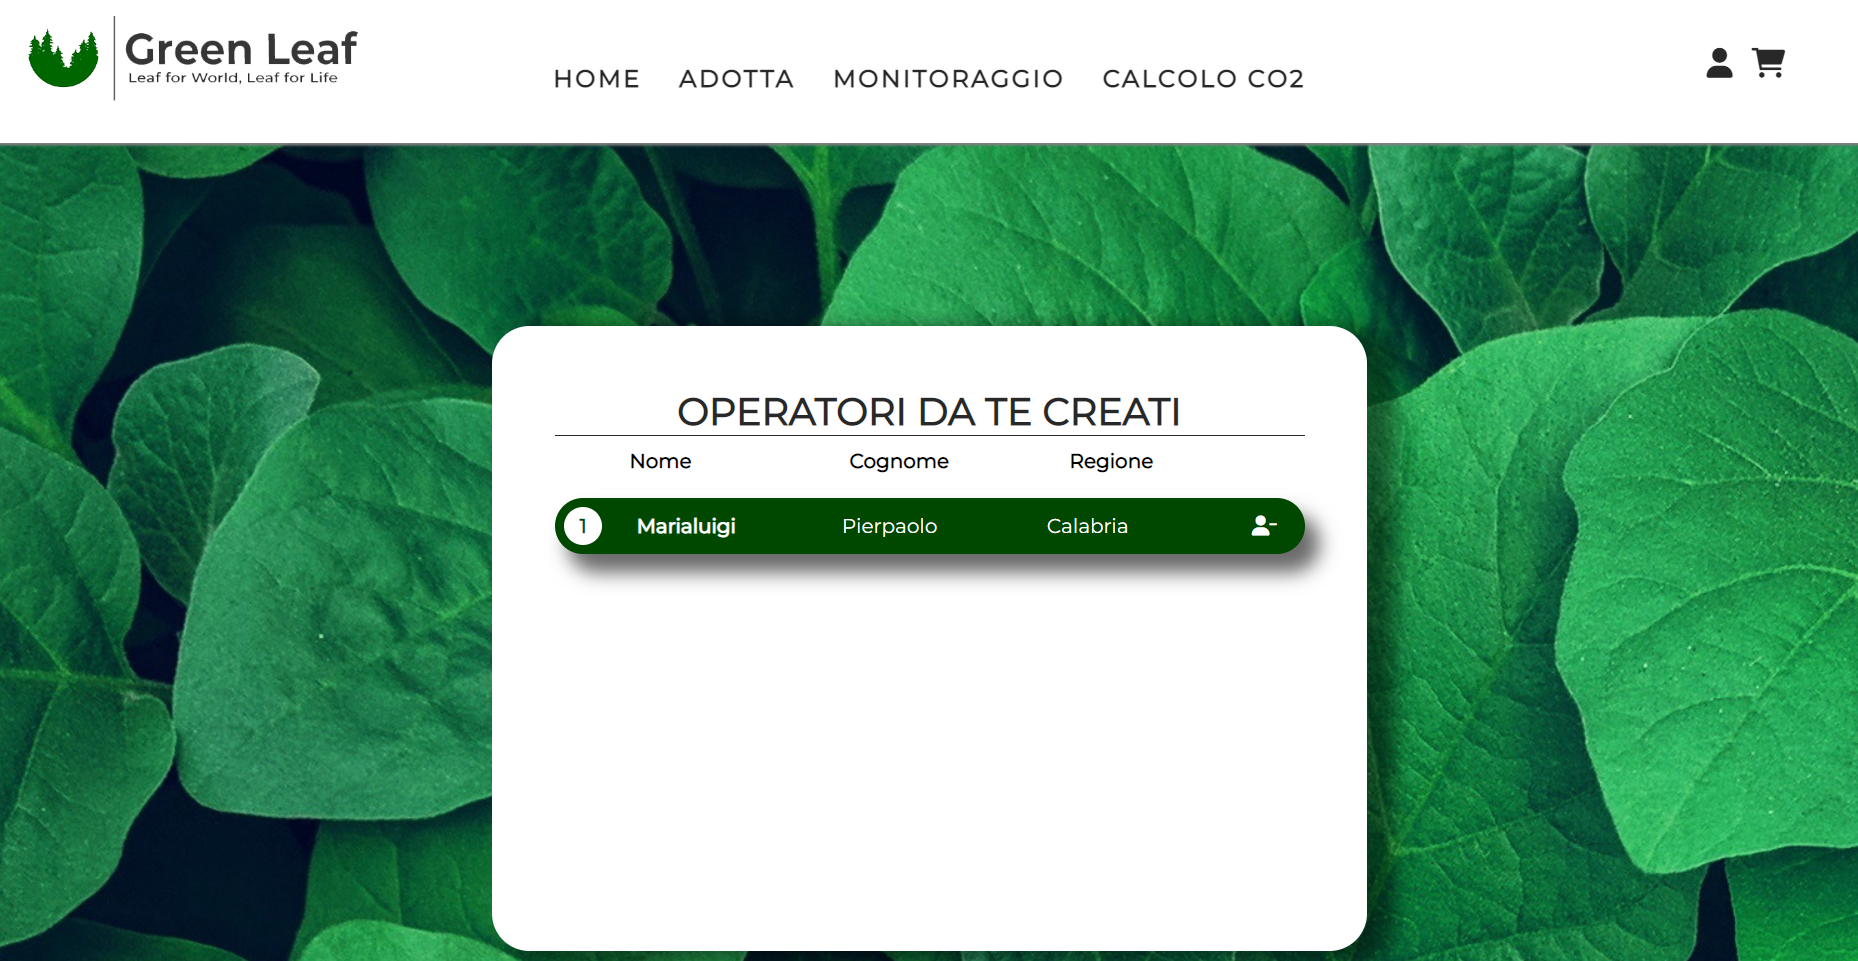 Green Leaf
Leaf for World, Leaf for Life
HOME ADOTTA MONITORAGGIO CALCOLO CO2
OPERATORI DA TE CREATI
Nome Cognome Regione
1 Marialuigi Pierpaolo Calabria